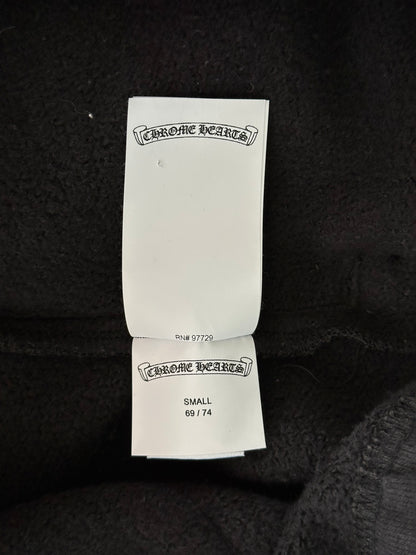 CHROME HEARTS
RN# 97729
CHROME HEARTS
SMALL
69 / 74